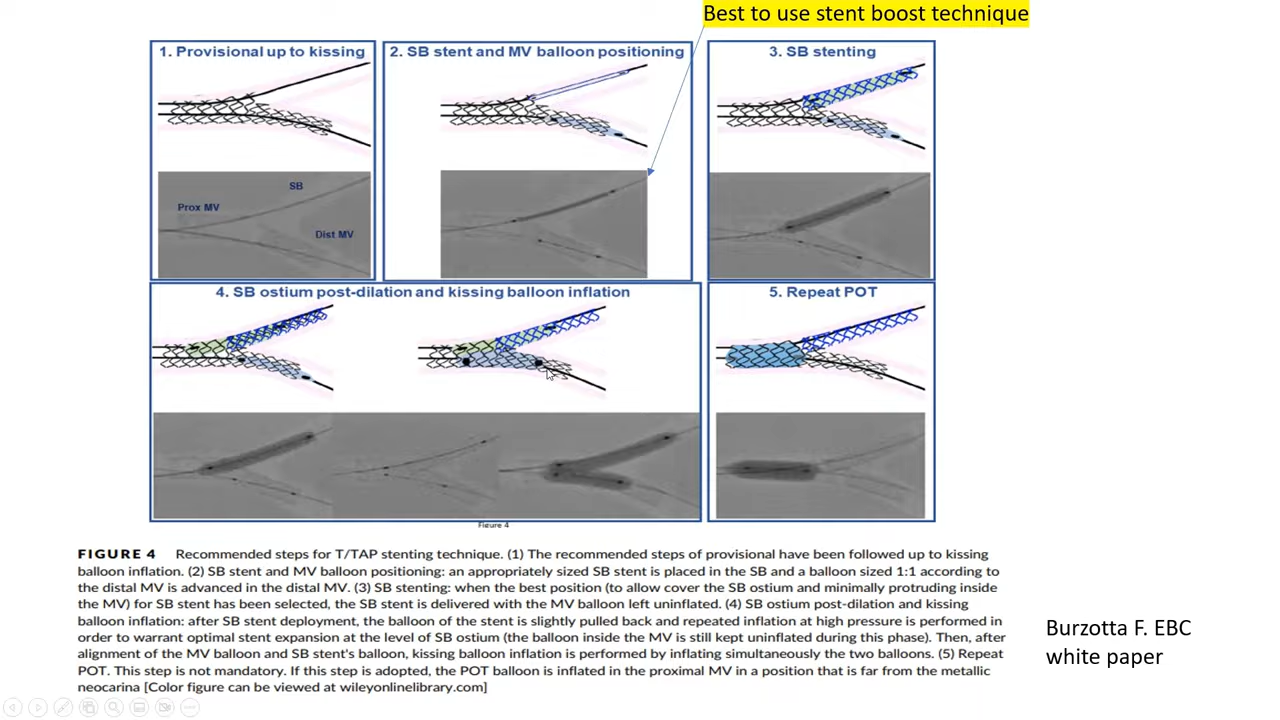 Best to use stent boost technique
1. Provisional up to kissing
2. SB stent and MV balloon positioning
3. SB stenting
SB
Prox MV
Dist MV
4. SB ostium post-dilation and kissing balloon inflation
5. Repeat POT
Figure 4
FIGURE 4 Recommended steps for T/TAP stenting technique. (1) The recommended steps of provisional have been followed up to kissing
balloon inflation. (2) SB stent and MV balloon positioning: an appropriately sized SB stent is placed in the SB and a balloon sized 1:1 according to
the distal MV is advanced in the distal MV. (3) SB stenting: when the best position (to allow cover the SB ostium and minimally protruding inside
the MV) for SB stent has been selected, the SB stent is delivered with the MV balloon left uninflated. (4) SB ostium post-dilation and kissing
balloon inflation: after SB stent deployment, the balloon of the stent is slightly pulled back and repeated inflation at high pressure is performed in
order to warrant optimal stent expansion at the level of SB ostium (the balloon inside the MV is still kept uninflated during this phase). Then, after
alignment of the MV balloon and SB stent's balloon, kissing balloon inflation is performed by inflating simultaneously the two balloons. (5) Repeat
POT. This step is not mandatory. If this step is adopted, the POT balloon is inflated in the proximal MV in a position that is far from the metallic
neocarina [Color figure can be viewed at wileyonlinelibrary.com]
Burzotta F. EBC
white paper